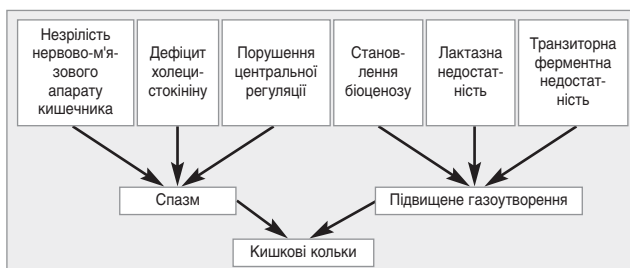 Незрілість
нервово-м'я-
зового
апарату
кишечника
Дефіцит
холеци-
стокініну
Порушення
центральної
регуляції
Станов-
лення
біоценозу
Лактазна
недостат-
ність
Транзиторна
ферментна
недостат-
ність
Спазм
Підвищене газоутворення
Кишкові кольки